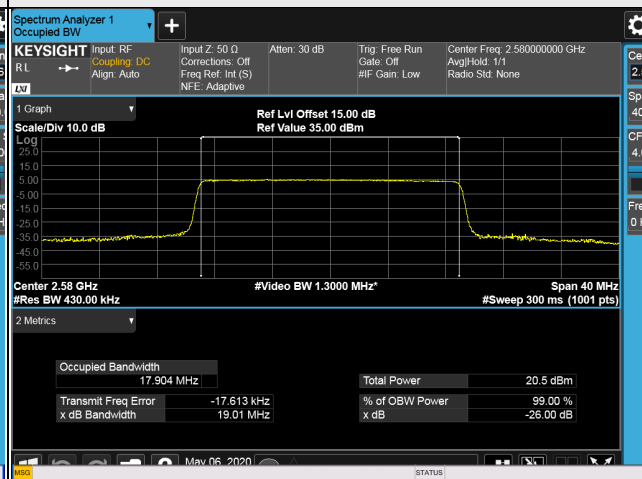 Spectrum Analyzer 1
Occupied BW
KEYSIGHT Input: RF Input Z: 50 Ω Atten: 30 dB Trig: Free Run Center Freq: 2.580000000 GHz
R L Coupling: DC Corrections: Off Gate: Off Avg|Hold: 1/1
Align: Auto Freq Ref: Int (S) #IF Gain: Low Radio Std: None
LXI NFE: Adaptive
1 Graph
Ref Lvl Offset 15.00 dB
Scale/Div 10.0 dB Ref Value 35.00 dBm
Log
25.0
15.0
5.00
-5.00
-15.0
-25.0
-35.0
-45.0
-55.0
Center 2.58 GHz #Video BW 1.3000 MHz* Span 40 MHz
#Res BW 430.00 kHz #Sweep 300 ms (1001 pts)
2 Metrics
Occupied Bandwidth
17.904 MHz Total Power 20.5 dBm
Transmit Freq Error -17.613 kHz % of OBW Power 99.00 %
x dB Bandwidth 19.01 MHz x dB -26.00 dB
May 06, 2020
MSG STATUS